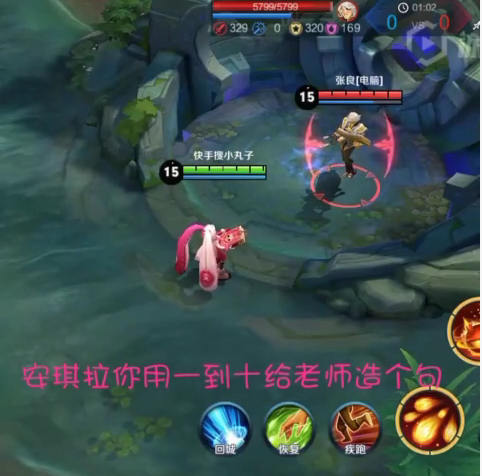 5799/5799
329 0 320 169
01:02
0 VS 0
张良[电脑]
15
快手搜小丸子
15
安琪拉你用一到十给老师造个句
回城 恢复 疾跑